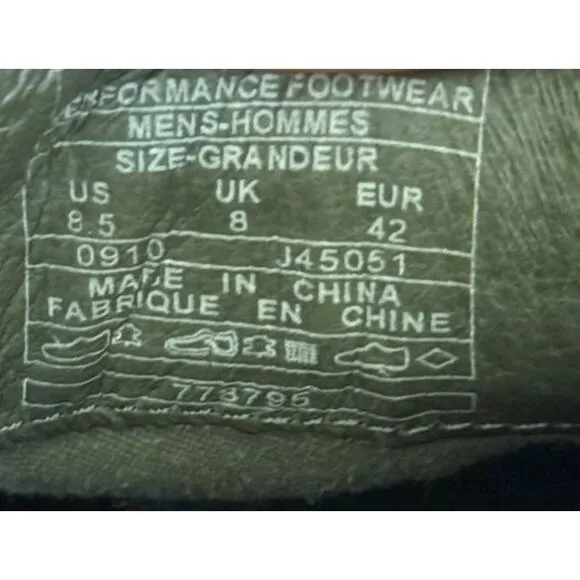 PERFORMANCE FOOTWEAR
MENS-HOMMES
SIZE-GRANDEUR
US UK EUR
8.5 8 42
0910 J45051
MADE IN CHINA
FABRIQUE EN CHINE
773795